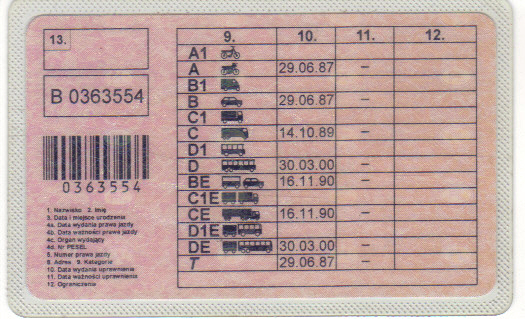 13.
B 0363554
0363554
1. Nazwisko 2. Imię
3. Data i miejsce urodzenia
4a. Data wydania prawa jazdy
4b. Data ważności prawa jazdy
4c. Organ wydający
4d. Nr PESEL
5. Numer prawa jazdy
8. Adres 9. Kategoria
10. Data wydania uprawnienia
11. Data ważności uprawnienia
12. Ograniczenia
9. 10. 11. 12.
A1
A 29.06.87 –
B1
B 29.06.87 –
C1
C 14.10.89 –
D1
D 30.03.00 –
BE 16.11.90 –
C1E
CE 16.11.90 –
D1E
DE 30.03.00 –
T 29.06.87 –